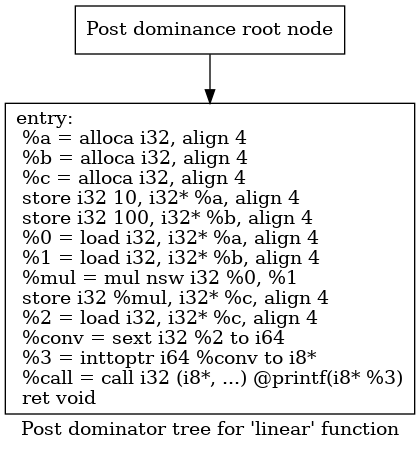 Post dominance root node
entry:
%a = alloca i32, align 4
%b = alloca i32, align 4
%c = alloca i32, align 4
store i32 10, i32* %a, align 4
store i32 100, i32* %b, align 4
%0 = load i32, i32* %a, align 4
%1 = load i32, i32* %b, align 4
%mul = mul nsw i32 %0, %1
store i32 %mul, i32* %c, align 4
%2 = load i32, i32* %c, align 4
%conv = sext i32 %2 to i64
%3 = inttoptr i64 %conv to i8*
%call = call i32 (i8*, ...) @printf(i8* %3)
ret void
Post dominator tree for 'linear' function